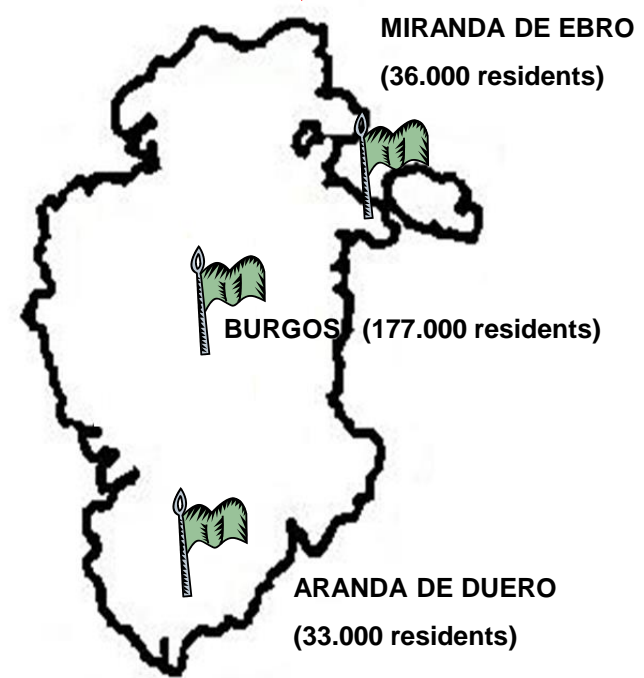 MIRANDA DE EBRO
(36.000 residents)
BURGOS (177.000 residents)
ARANDA DE DUERO
(33.000 residents)